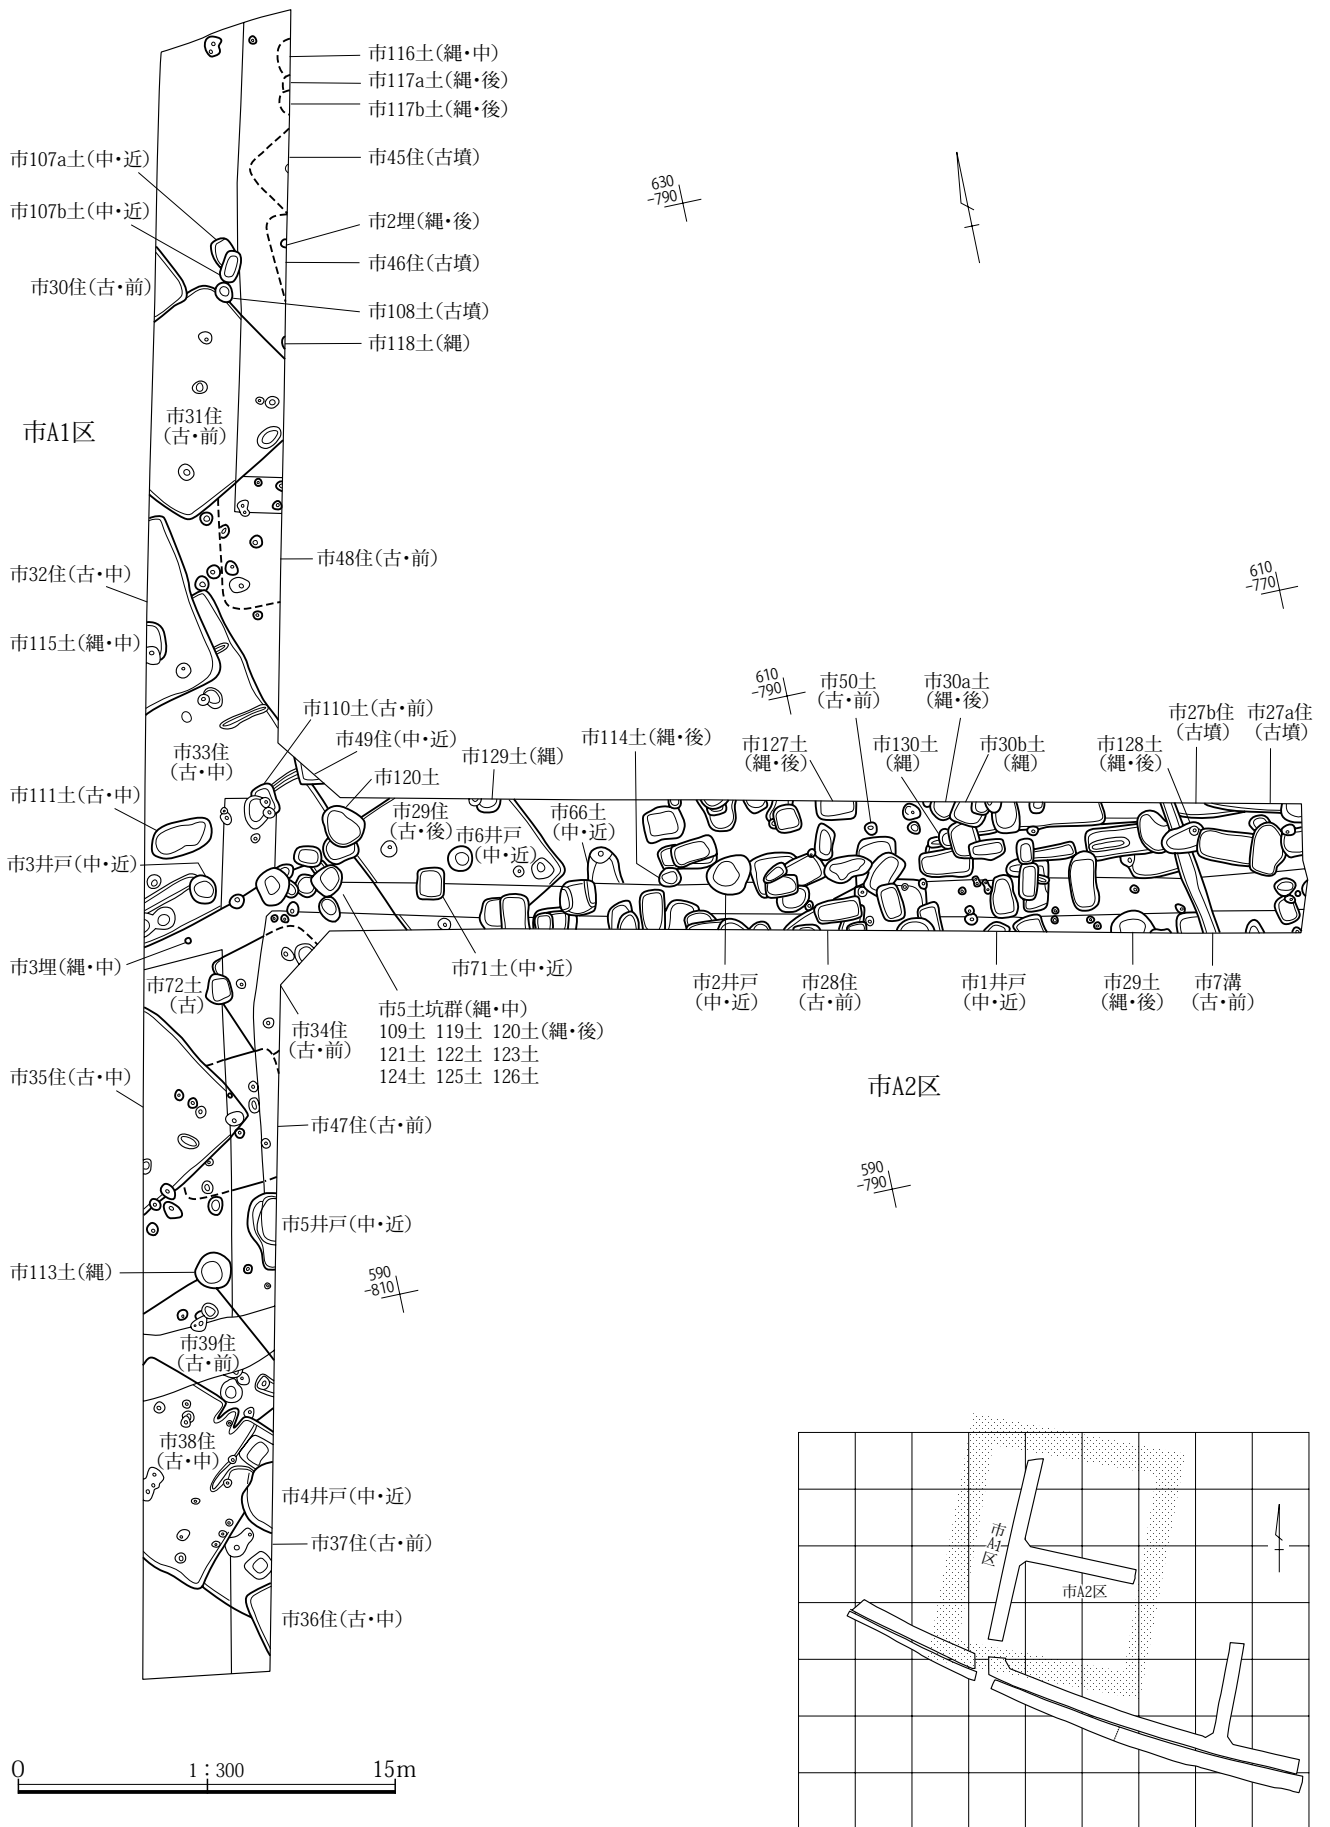 市116土(縄・中)
市117a土(縄・後)
市117b土(縄・後)
市107a土(中・近)
市45住(古墳)
市107b土(中・近)
市2埋(縄・後)
市46住(古墳)
市30住(古・前)
市108土(古墳)
市118土(縄)
630
-790
市A1区
市31住
(古・前)
市48住(古・前)
市32住(古・中)
市115土(縄・中)
610
-770
610
-790
市110土(古・前)
市49住(中・近)
市33住
(古・中)
市120土
市129土(縄)
市114土(縄・後)
市127土
(縄・後)
市50土
(古・前)
市130土
(縄)
市30a土
(縄・後)
市30b土
(縄)
市128土
(縄・後)
市27b住
(古墳)
市27a住
(古墳)
市111土(古・中)
市29住
(古・後)
市6井戸
(中・近)
市66土
(中・近)
市3井戸(中・近)
市3埋(縄・中)
市72土
(古)
市71土(中・近)
市2井戸
(中・近)
市28住
(古・前)
市1井戸
(中・近)
市29土
(縄・後)
市7溝
(古・前)
市34住
(古・前)
市5土坑群(縄・中)
109土 119土 120土(縄・後)
121土 122土 123土
124土 125土 126土
市A2区
市35住(古・中)
市47住(古・前)
590
-790
市5井戸(中・近)
市113土(縄)
590
-810
市39住
(古・前)
市38住
(古・中)
市4井戸(中・近)
市37住(古・前)
市36住(古・中)
市A1区
市A2区
0 1：300 15m